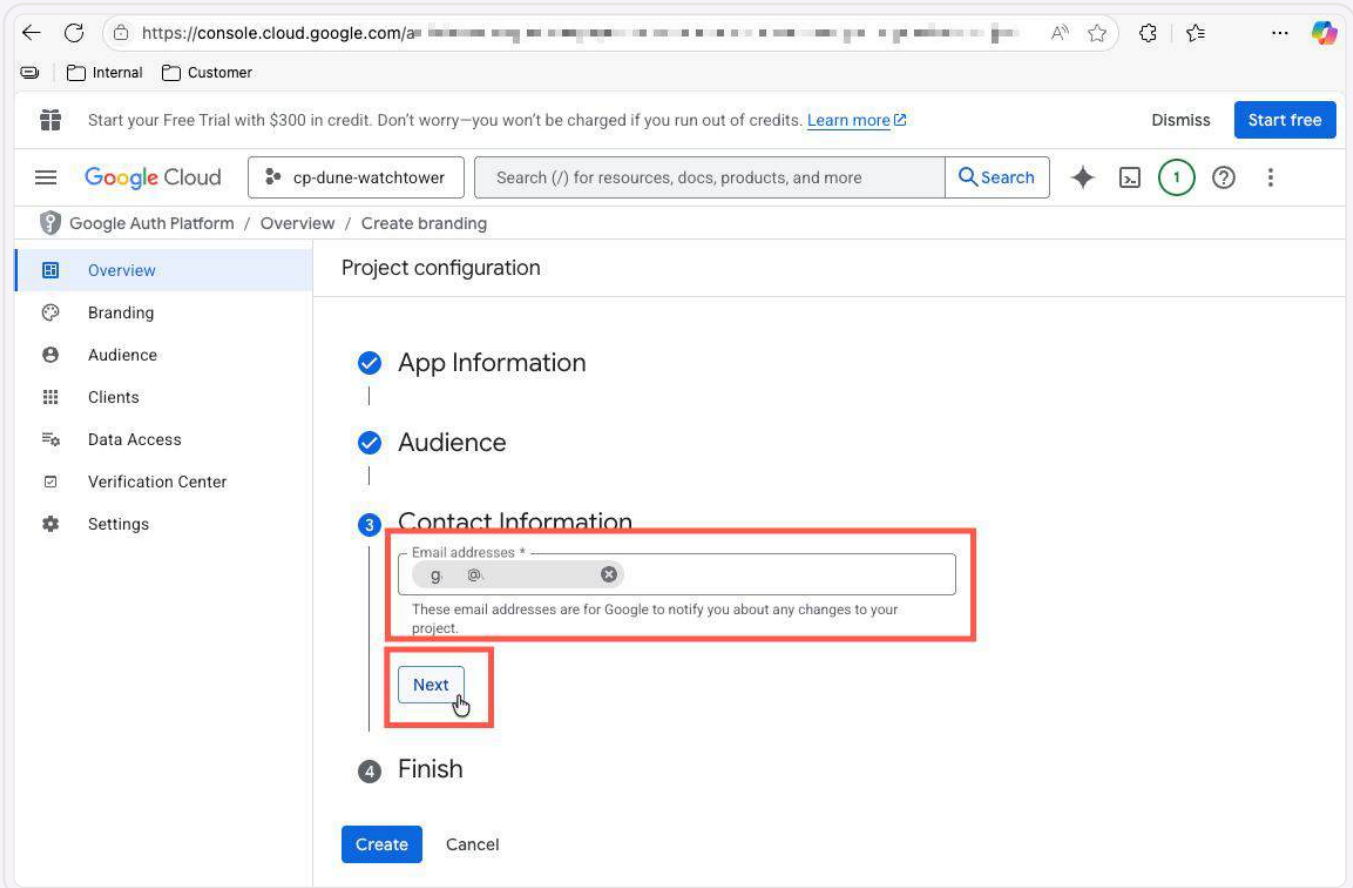 https://console.cloud.google.com/a
Internal Customer
Start your Free Trial with $300 in credit. Don't worry—you won't be charged if you run out of credits. Learn more Dismiss Start free
Google Cloud cp-dune-watchtower Search (/) for resources, docs, products, and more Search 1
Google Auth Platform / Overview / Create branding
Overview
Branding
Audience
Clients
Data Access
Verification Center
Settings
Project configuration
App Information
Audience
3 Contact Information
Email addresses *
g @
These email addresses are for Google to notify you about any changes to your
project.
Next
4 Finish
Create Cancel